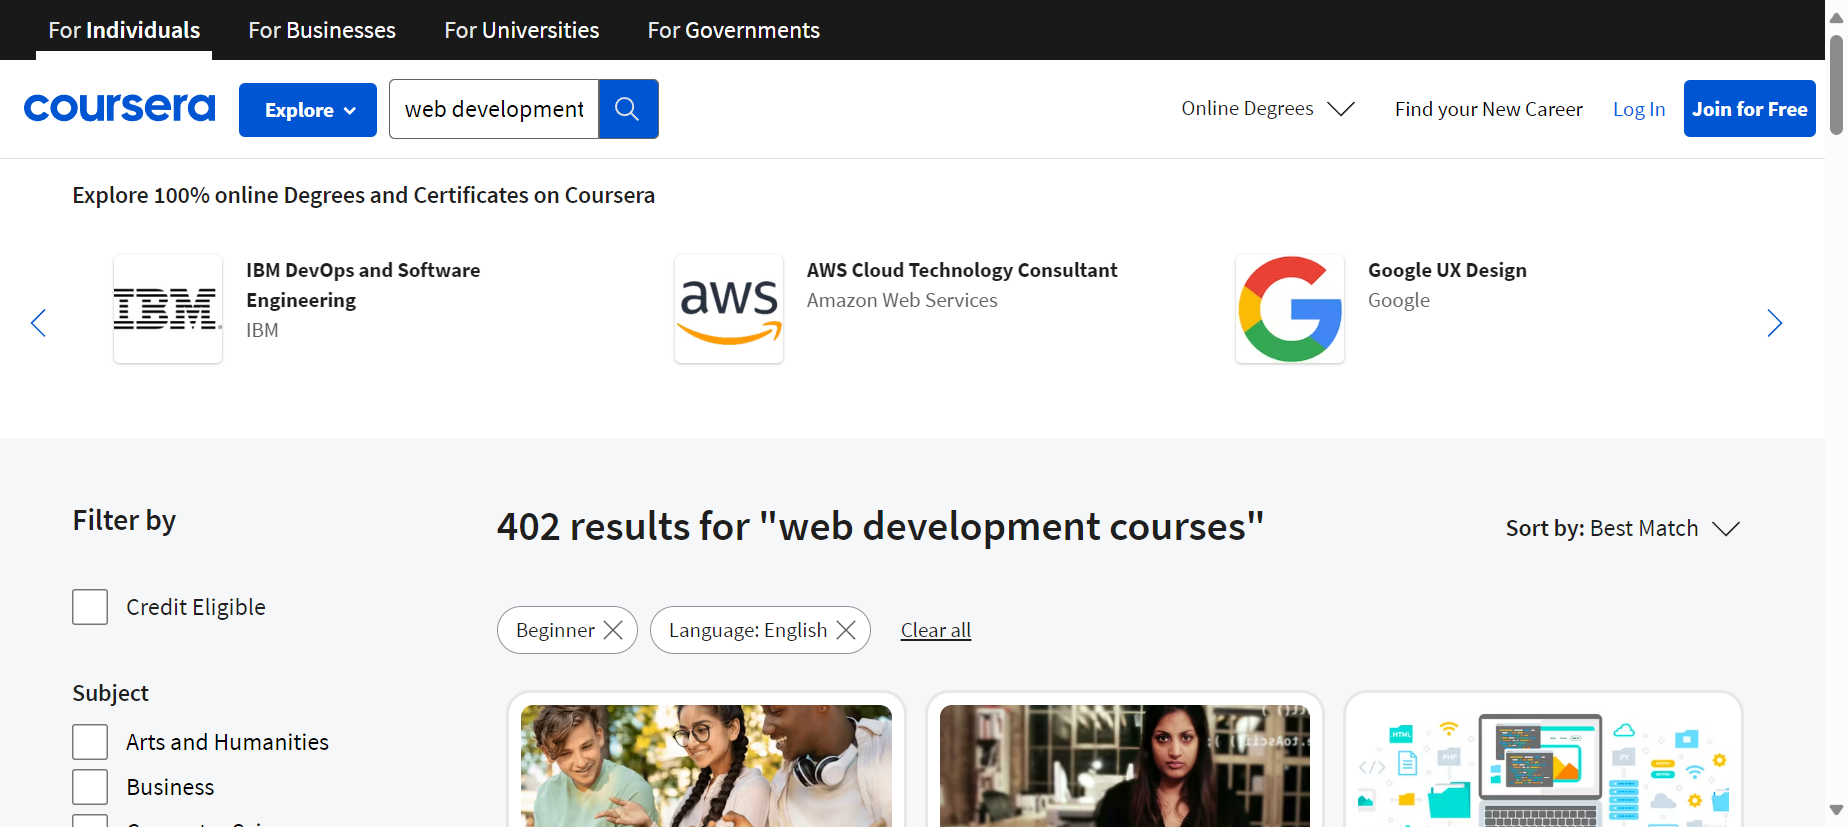 For Individuals
For Businesses
For Universities
For Governments
coursera
Explore
web development
Online Degrees
Find your New Career
Log In
Join for Free
Explore 100% online Degrees and Certificates on Coursera
IBM
IBM DevOps and Software
Engineering
IBM
aws
AWS Cloud Technology Consultant
Amazon Web Services
Google UX Design
Google
Filter by
402 results for "web development courses"
Sort by: Best Match
Credit Eligible
Beginner
Language: English
Clear all
Subject
Arts and Humanities
Business
HTML
PHP